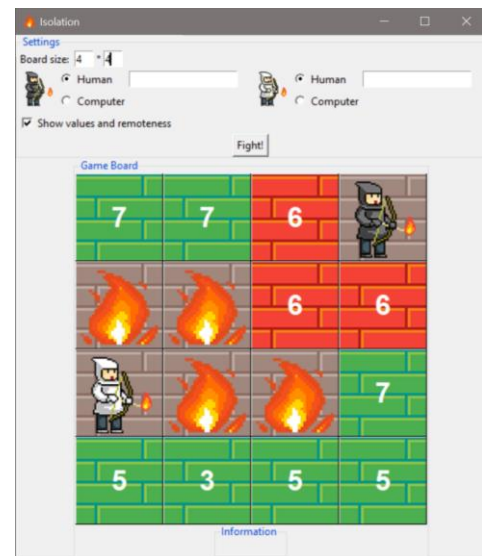 Isolation
Settings
Board size: 4 * 4
Human Human
Computer Computer
Show values and remoteness
Fight!
Game Board
7 7 6
6 6
7
5 3 5 5
Information